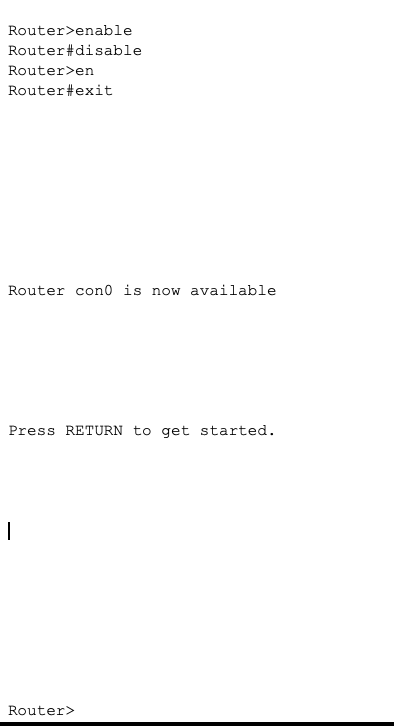 Router>enable
Router#disable
Router>en
Router#exit
Router con0 is now available
Press RETURN to get started.
Router>